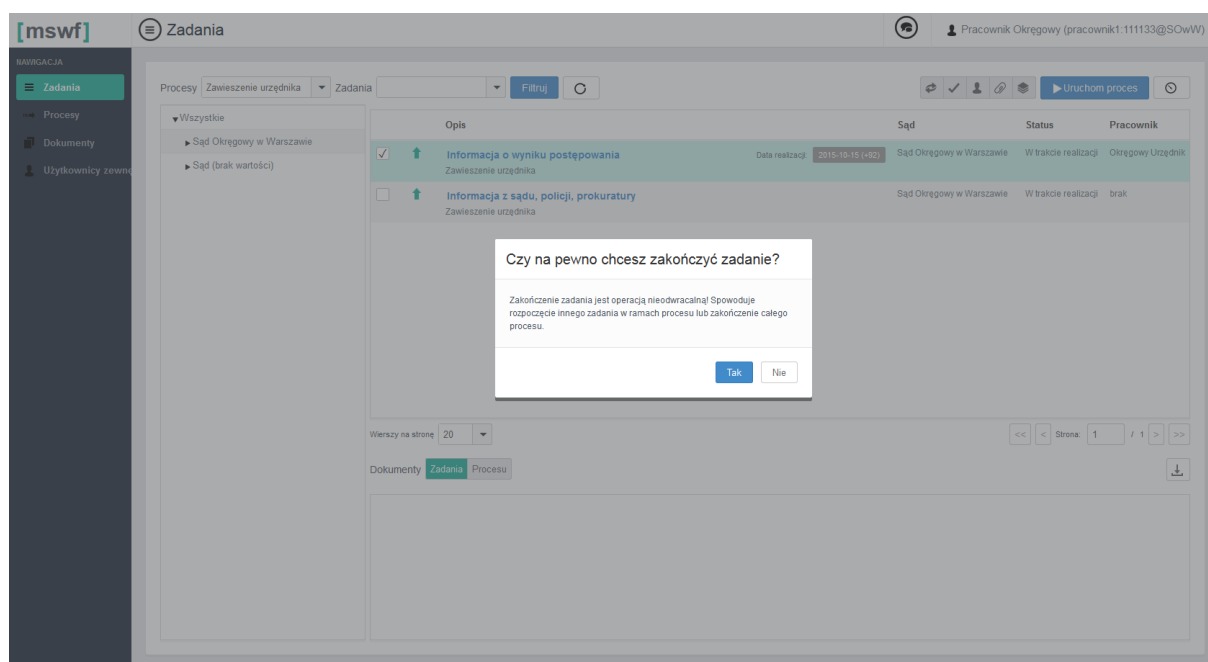 [mswf]
Zadania
Pracownik Okręgowy (pracownik1:111133@SOwW)
NAWIGACJA
Zadania
Procesy
Dokumenty
Użytkownicy zewnę
Procesy Zawieszenie urzędnika Zadania Filtruj Uruchom proces
Wszystkie
Sąd Okręgowy w Warszawie
Sąd (brak wartości)
Opis Sąd Status Pracownik
Informacja o wyniku postępowania Data realizacji: 2015-10-15 (+92) Sąd Okręgowy w Warszawie W trakcie realizacji Okręgowy Urzędnik
Zawieszenie urzędnika
Informacja z sądu, policji, prokuratury Sąd Okręgowy w Warszawie W trakcie realizacji brak
Zawieszenie urzędnika
Czy na pewno chcesz zakończyć zadanie?
Zakończenie zadania jest operacją nieodwracalną! Spowoduje
rozpoczęcie innego zadania w ramach procesu lub zakończenie całego
procesu.
Tak Nie
Wierszy na stronę 20 << < Strona: 1 / 1 > >>
Dokumenty Zadania Procesu